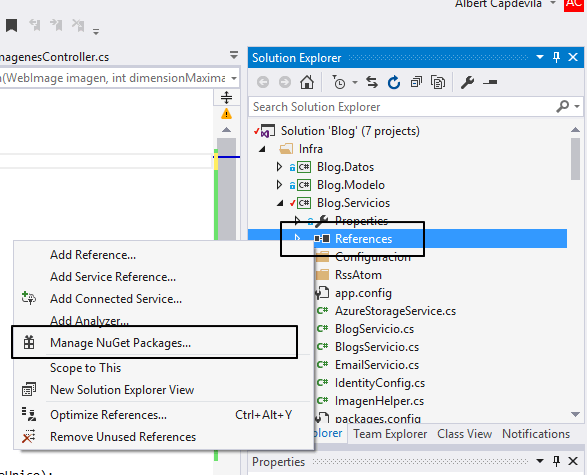 Albert Capdevila
AC
magenesController.cs
n(WebImage imagen, int dimensionMaxima
Solution Explorer
Search Solution Explorer
Solution 'Blog' (7 projects)
Infra
C# Blog.Datos
C# Blog.Modelo
C# Blog.Servicios
Properties
References
Configuracion
RssAtom
app.config
C# AzureStorageService.cs
C# BlogServicio.cs
C# BlogsServicio.cs
C# EmailServicio.cs
C# IdentityConfig.cs
C# ImagenHelper.cs
packages.config
Add Reference...
Add Service Reference...
Add Connected Service...
Add Analyzer...
Manage NuGet Packages...
Scope to This
New Solution Explorer View
Optimize References... Ctrl+Alt+Y
Remove Unused References
plorer Team Explorer Class View Notifications
Properties